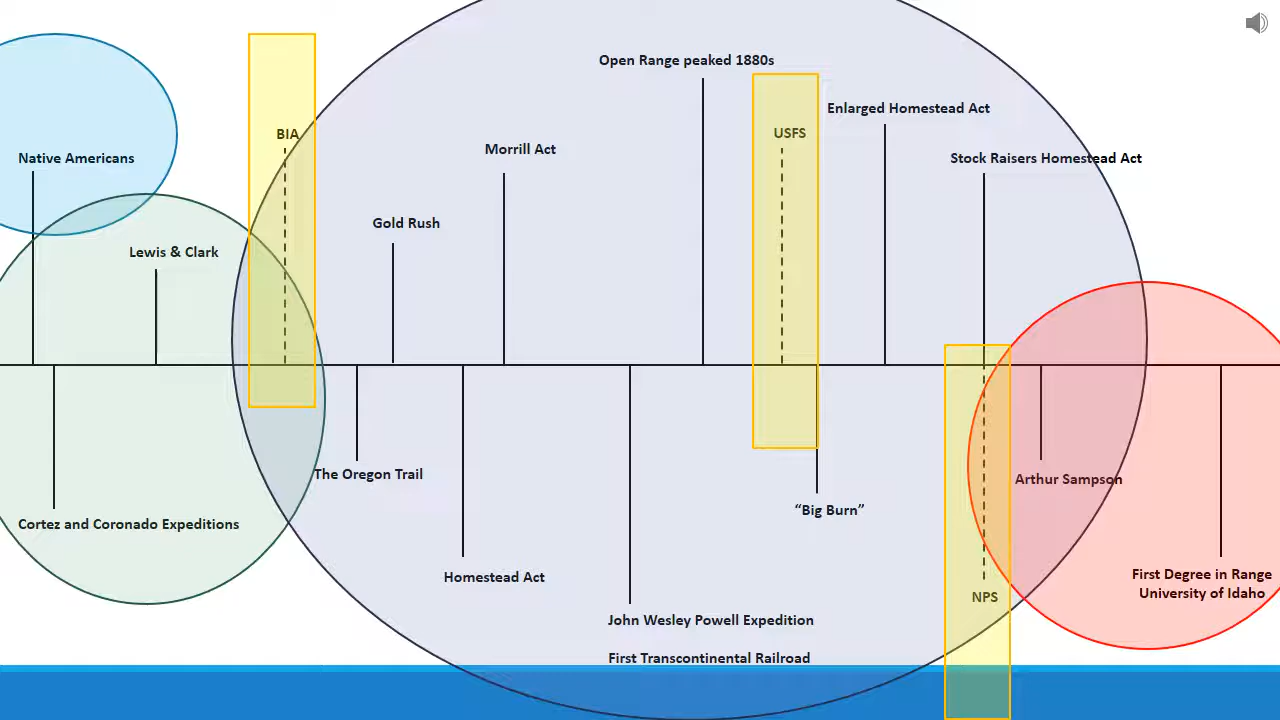 Open Range peaked 1880s
Enlarged Homestead Act
BIA
USFS
Morrill Act
Native Americans
Stock Raisers Homestead Act
Gold Rush
Lewis & Clark
The Oregon Trail
Arthur Sampson
“Big Burn”
Cortez and Coronado Expeditions
Homestead Act
First Degree in Range
University of Idaho
NPS
John Wesley Powell Expedition
First Transcontinental Railroad